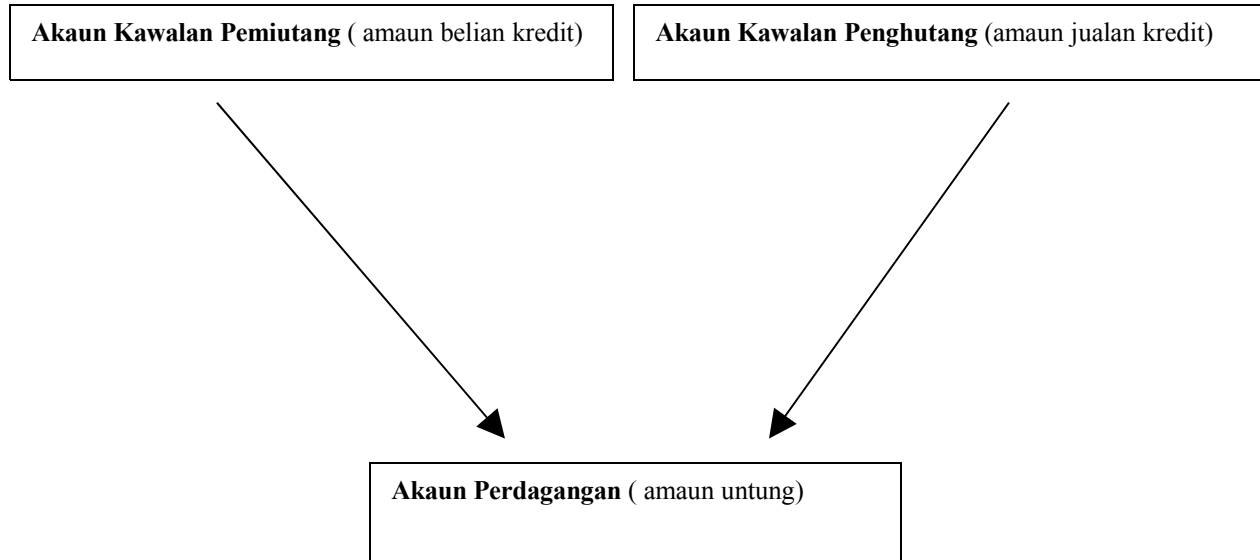 Akaun Kawalan Pemiutang ( amaun belian kredit)
Akaun Kawalan Penghutang (amaun jualan kredit)
Akaun Perdagangan ( amaun untung)